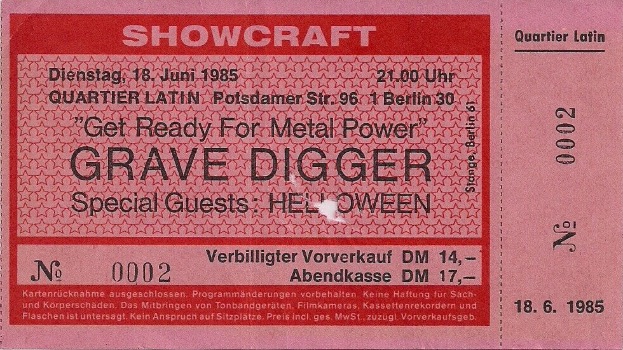 SHOWCRAFT
Dienstag, 18. Juni 1985 21.00 Uhr
QUARTIER LATIN Potsdamer Str. 96 1 Berlin 30
"Get Ready For Metal Power"
GRAVE DIGGER
Special Guests: HELLOWEEN
Stange, Berlin 61
Verbilligter Vorverkauf DM 14,–
№ 0002 Abendkasse DM 17,–
Kartenrücknahme ausgeschlossen. Programmänderungen vorbehalten. Keine Haftung für Sach-
und Körperschäden. Das Mitbringen von Tonbandgeräten, Filmkameras, Kassettenrekordern und
Flaschen ist untersagt. Kein Anspruch auf Sitzplätze. Preis incl. ges. MwSt., zuzügl. Vorverkaufsgeb.
Quartier Latin
№ 0002
18. 6. 1985